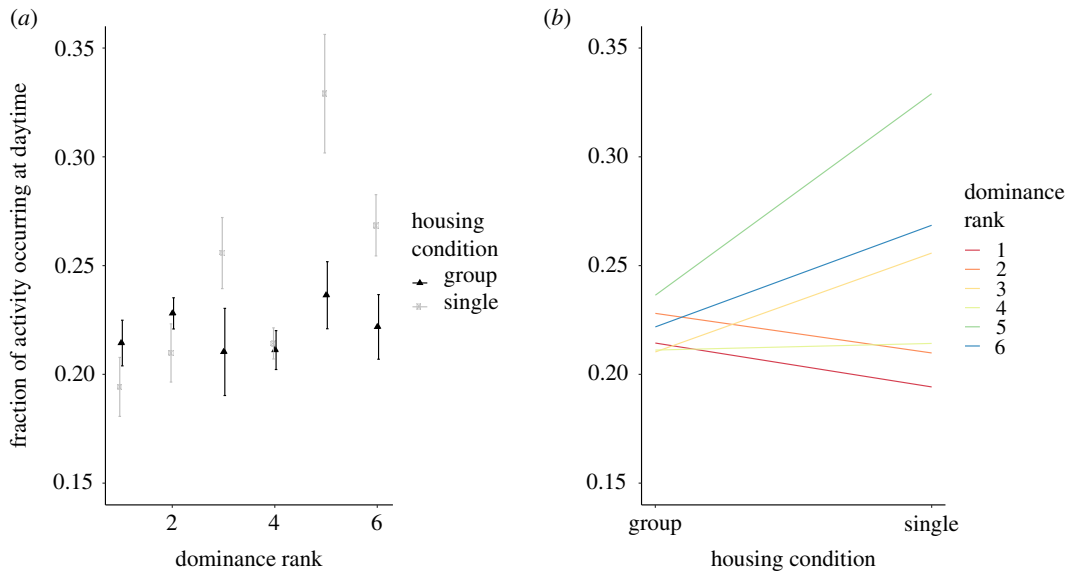 (a)
fraction of activity occurring at daytime
0.35
0.30
0.25
0.20
0.15
2
4
6
dominance rank
housing
condition
group
single
(b)
0.35
0.30
0.25
0.20
0.15
group
single
housing condition
dominance
rank
1
2
3
4
5
6